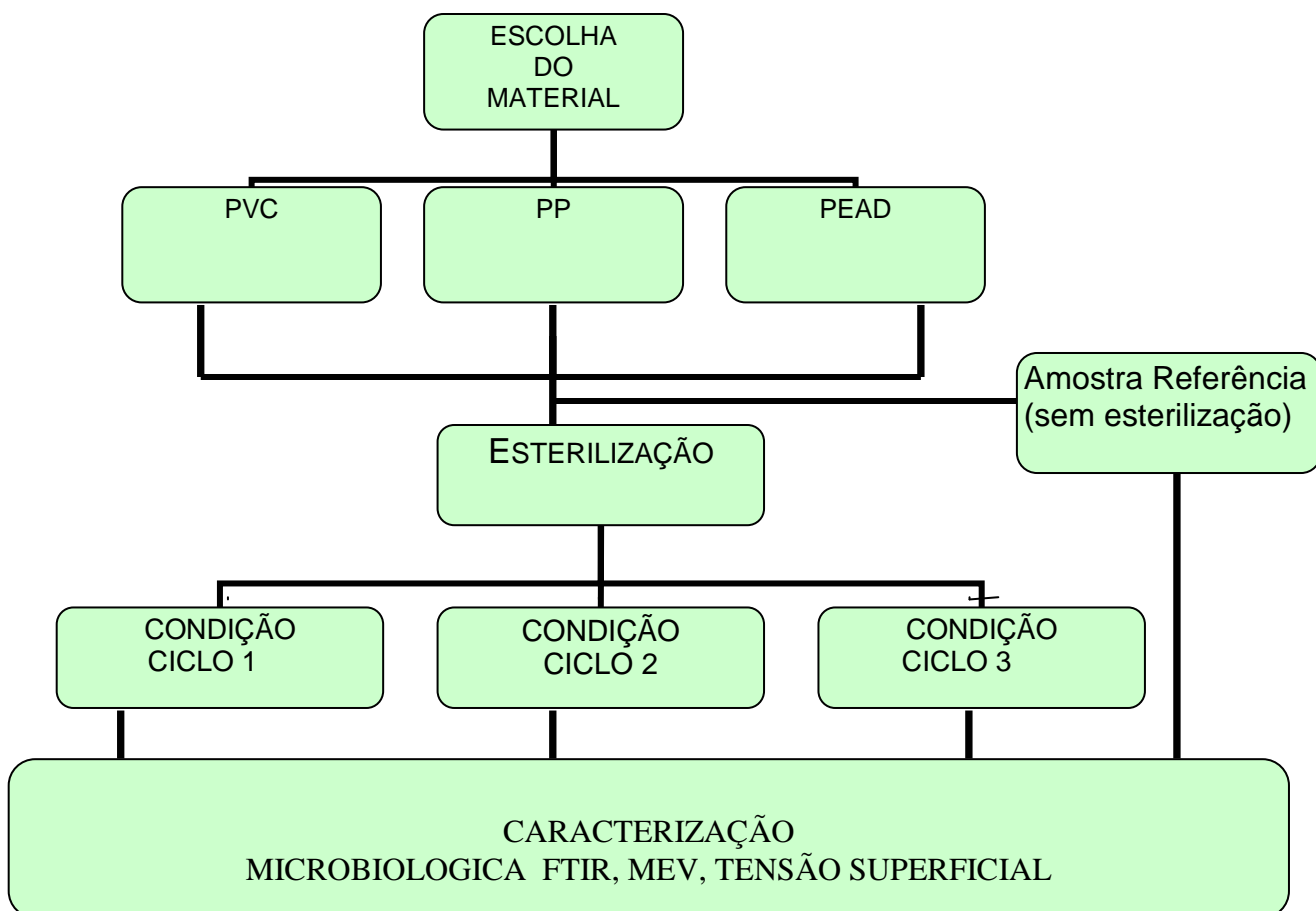 ESCOLHA
DO
MATERIAL
PVC
PP
PEAD
Amostra Referência
(sem esterilização)
ESTERILIZAÇÃO
CONDIÇÃO
CICLO 1
CONDIÇÃO
CICLO 2
CONDIÇÃO
CICLO 3
CARACTERIZAÇÃO
MICROBIOLOGICA FTIR, MEV, TENSÃO SUPERFICIAL